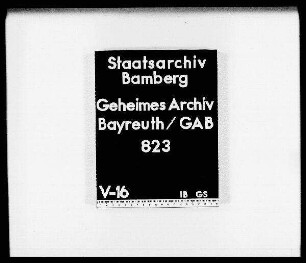 Staatsarchiv
Bamberg
Geheimes Archiv
Bayreuth/GAB
823
V-16 IB GS